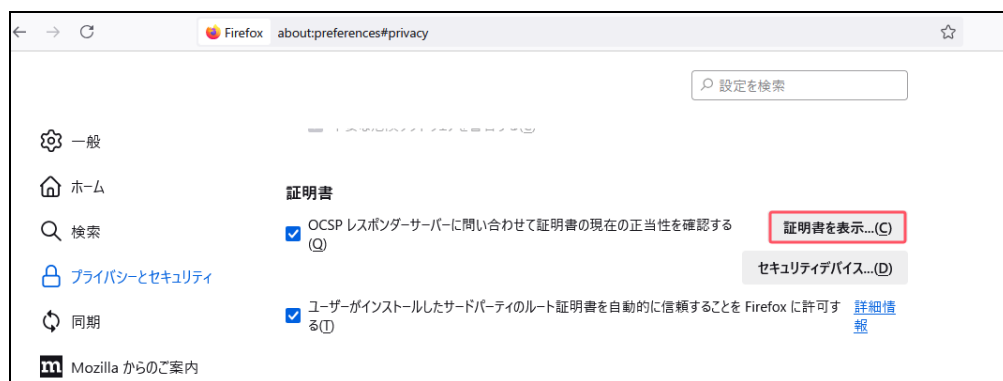 Firefox about:preferences#privacy
設定を検索
一般
ホーム
証明書
OCSP レスポンダーサーバーに問い合わせて証明書の現在の正当性を確認する
(Q)
証明書を表示...(C)
検索
セキュリティデバイス...(D)
プライバシーとセキュリティ
ユーザーがインストールしたサードパーティのルート証明書を自動的に信頼することを Firefox に許可す
る(T)
詳細情
報
同期
Mozilla からのご案内